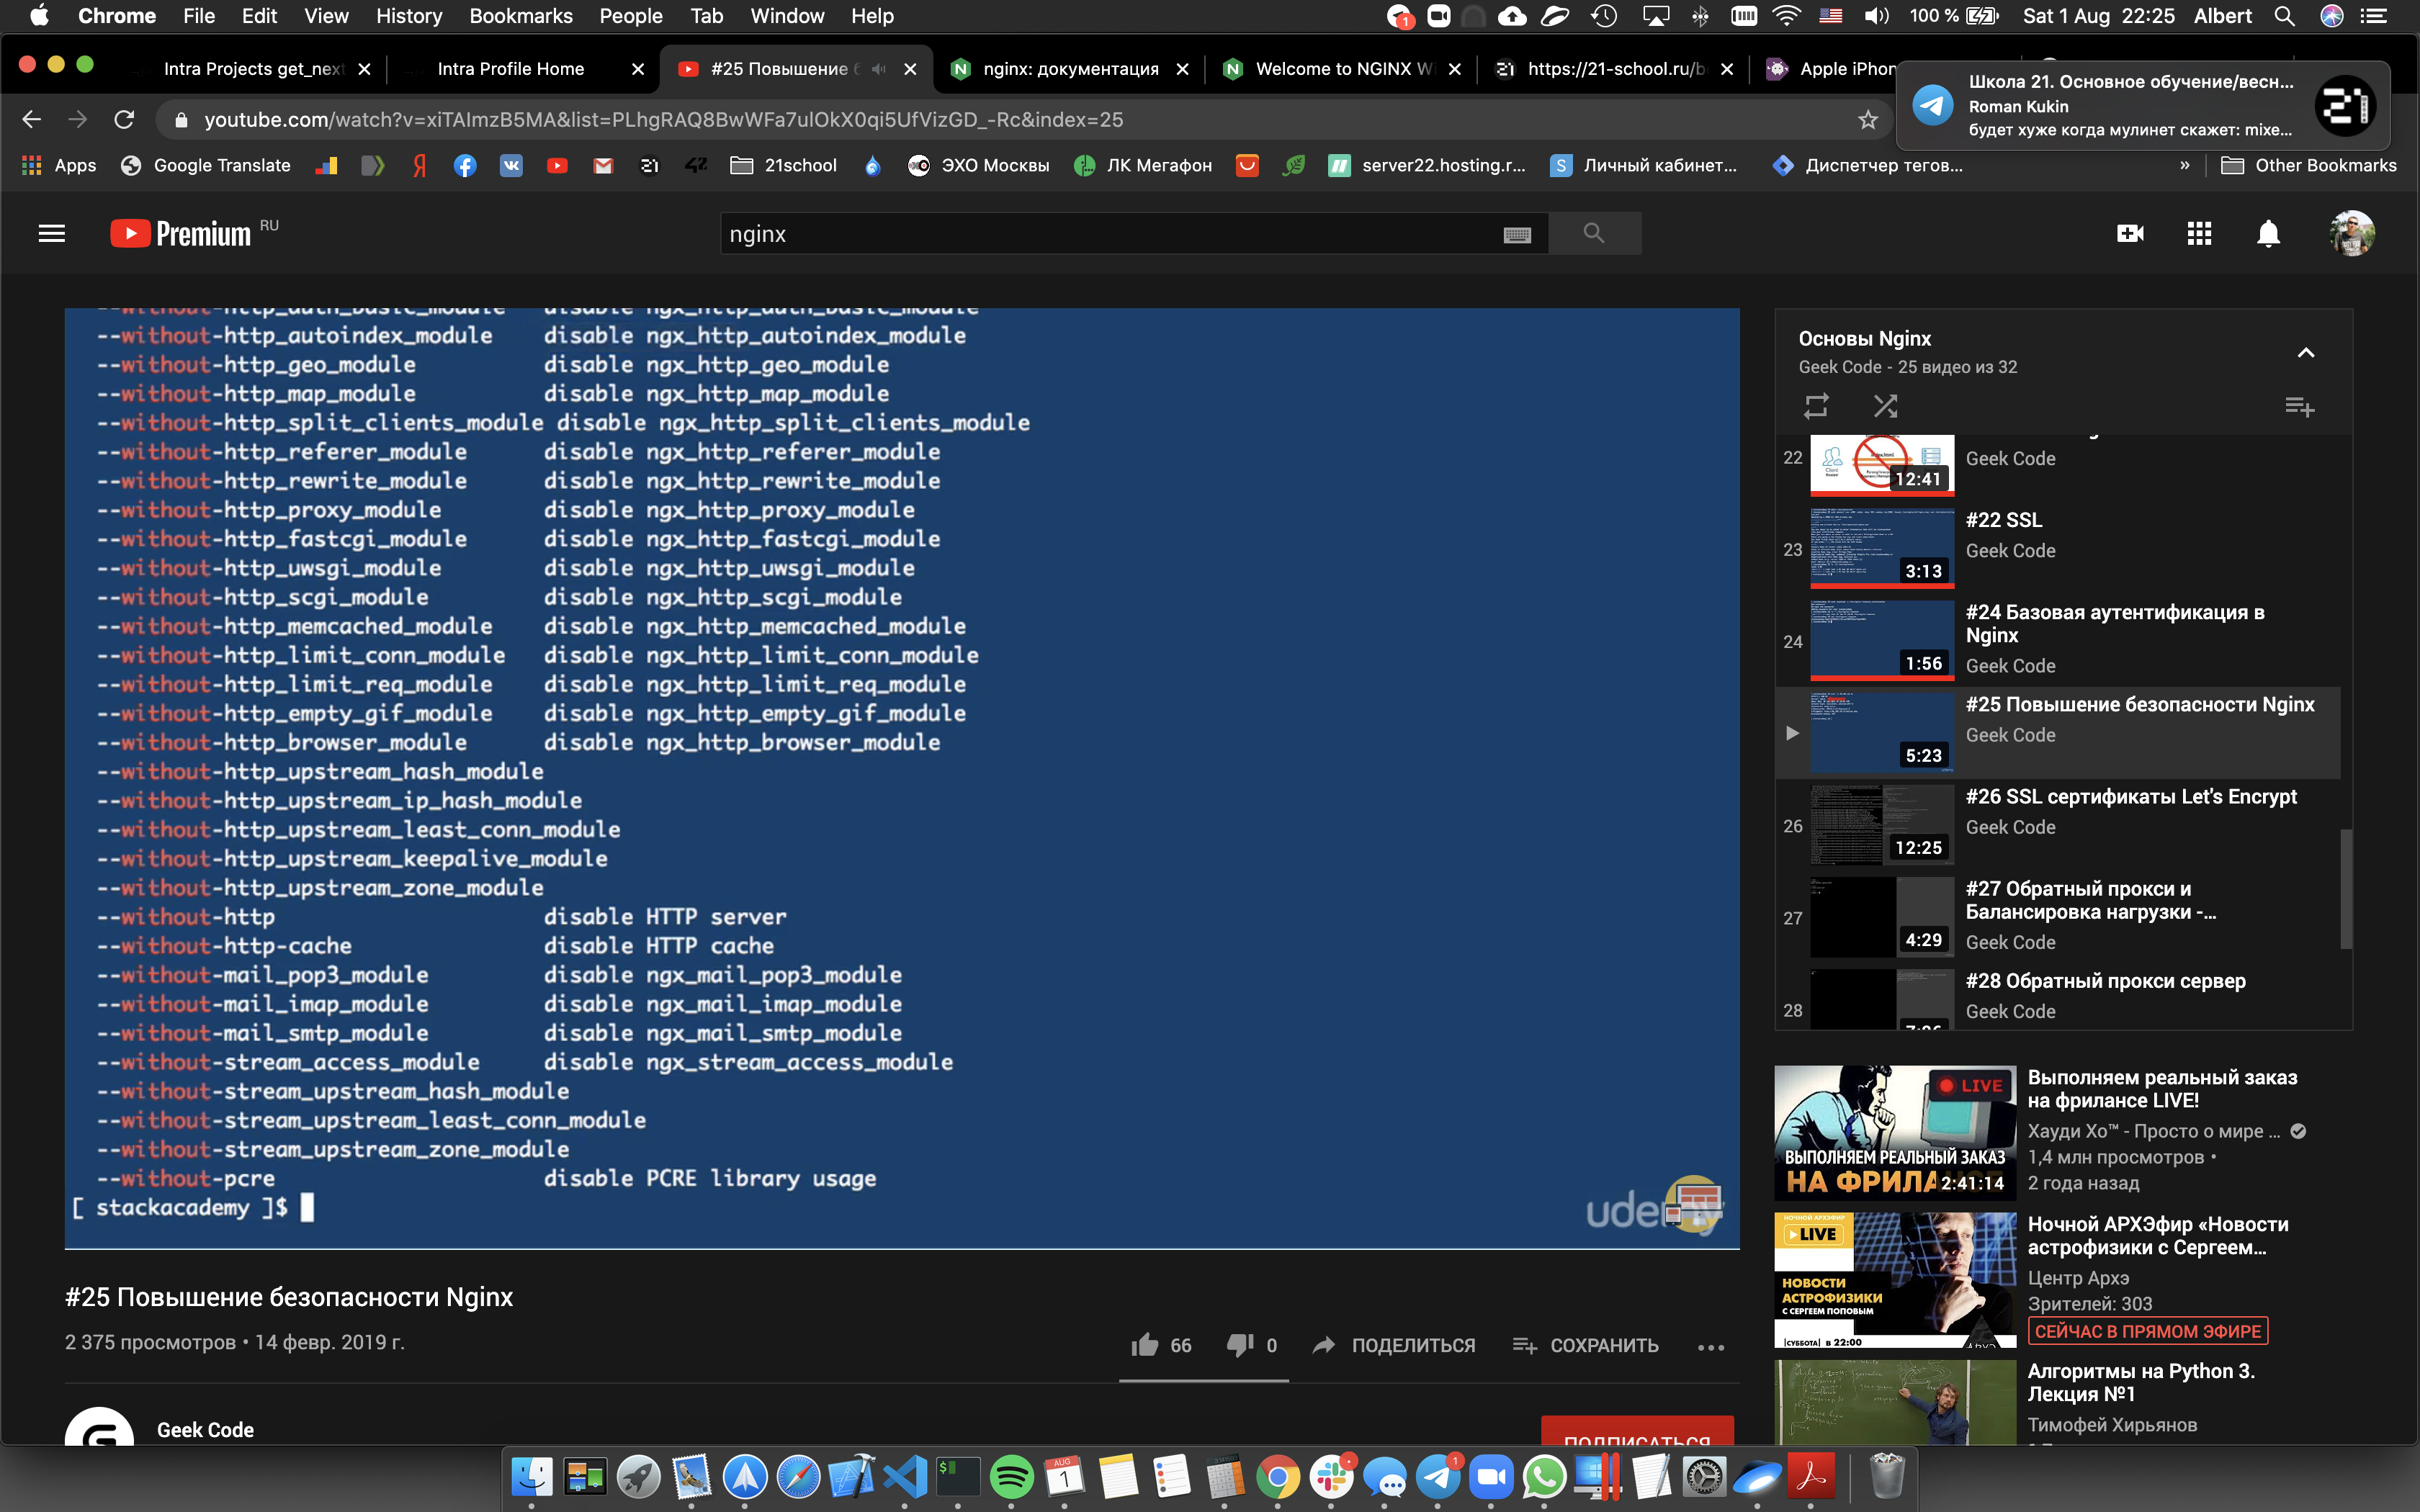 Chrome File Edit View History Bookmarks People Tab Window Help
1 100 % Sat 1 Aug 22:25 Albert
Intra Projects get_next
Intra Profile Home
#25 Повышение б
nginx: документация
Welcome to NGINX Wi
https://21-school.ru/b
Apple iPhon
Школа 21. Основное обучение/весн...
Roman Kukin
будет хуже когда мулинет скажет: mixe...
21
youtube.com/watch?v=xiTAlmzB5MA&list=PLhgRAQ8BwWFa7ulOkX0qi5UfVizGD_-Rc&index=25
Apps Google Translate 21school ЭХО Москвы ЛК Мегафон server22.hosting.r... Личный кабинет... Диспетчер тегов... » Other Bookmarks
Premium RU
nginx
--without-http_auth_basic_module disable ngx_http_auth_basic_module
--without-http_autoindex_module disable ngx_http_autoindex_module
--without-http_geo_module disable ngx_http_geo_module
--without-http_map_module disable ngx_http_map_module
--without-http_split_clients_module disable ngx_http_split_clients_module
--without-http_referer_module disable ngx_http_referer_module
--without-http_rewrite_module disable ngx_http_rewrite_module
--without-http_proxy_module disable ngx_http_proxy_module
--without-http_fastcgi_module disable ngx_http_fastcgi_module
--without-http_uwsgi_module disable ngx_http_uwsgi_module
--without-http_scgi_module disable ngx_http_scgi_module
--without-http_memcached_module disable ngx_http_memcached_module
--without-http_limit_conn_module disable ngx_http_limit_conn_module
--without-http_limit_req_module disable ngx_http_limit_req_module
--without-http_empty_gif_module disable ngx_http_empty_gif_module
--without-http_browser_module disable ngx_http_browser_module
--without-http_upstream_hash_module
--without-http_upstream_ip_hash_module
--without-http_upstream_least_conn_module
--without-http_upstream_keepalive_module
--without-http_upstream_zone_module
--without-http disable HTTP server
--without-http-cache disable HTTP cache
--without-mail_pop3_module disable ngx_mail_pop3_module
--without-mail_imap_module disable ngx_mail_imap_module
--without-mail_smtp_module disable ngx_mail_smtp_module
--without-stream_access_module disable ngx_stream_access_module
--without-stream_upstream_hash_module
--without-stream_upstream_least_conn_module
--without-stream_upstream_zone_module
--without-pcre disable PCRE library usage
[ stackacademy ]$
udemy
#25 Повышение безопасности Nginx
2 375 просмотров • 14 февр. 2019 г.
66 0 ПОДЕЛИТЬСЯ СОХРАНИТЬ
Geek Code
ПОДПИСАТЬСЯ
Основы Nginx
Geek Code - 25 видео из 32
22 12:41
Geek Code
23 3:13
#22 SSL
Geek Code
24 1:56
#24 Базовая аутентификация в
Nginx
Geek Code
5:23
#25 Повышение безопасности Nginx
Geek Code
26 12:25
#26 SSL сертификаты Let's Encrypt
Geek Code
27 4:29
#27 Обратный прокси и
Балансировка нагрузки -...
Geek Code
28
#28 Обратный прокси сервер
Geek Code
LIVE
ВЫПОЛНЯЕМ РЕАЛЬНЫЙ ЗАКАЗ
НА ФРИЛАНСЕ
2:41:14
Выполняем реальный заказ
на фрилансе LIVE!
Хауди Хо™ - Просто о мире ...
1,4 млн просмотров •
2 года назад
НОЧНОЙ АРХЭФИР
LIVE
НОВОСТИ
АСТРОФИЗИКИ
С СЕРГЕЕМ ПОПОВЫМ
|СУББОТА| в 22:00
Ночной АРХЭфир «Новости
астрофизики с Сергеем...
Центр Архэ
Зрителей: 303
СЕЙЧАС В ПРЯМОМ ЭФИРЕ
Алгоритмы на Python 3.
Лекция №1
Тимофей Хирьянов
AUG
1
1